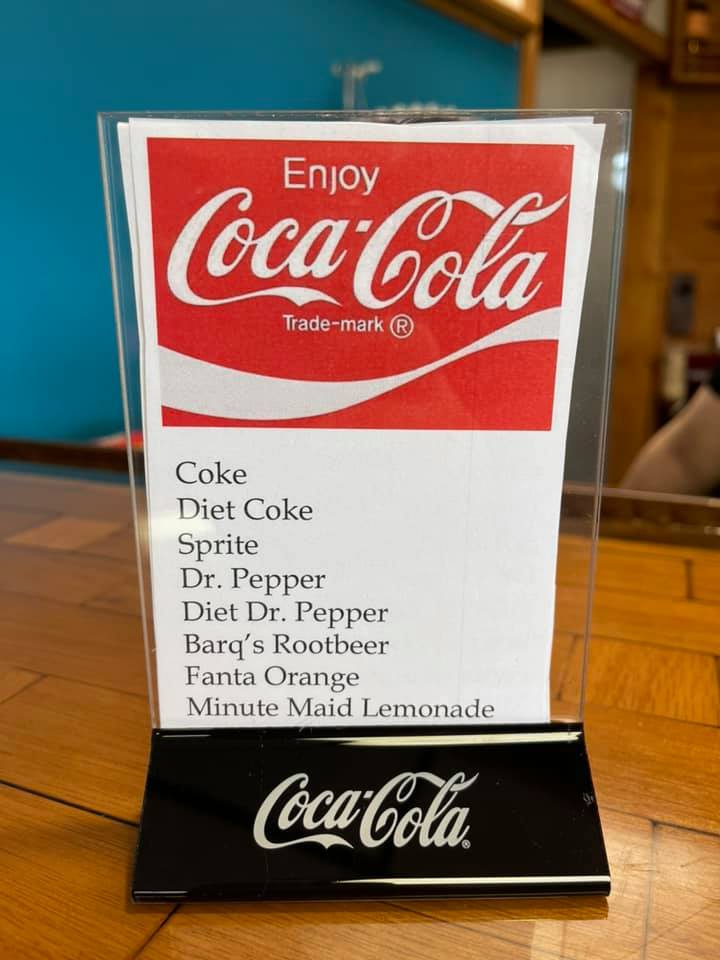 Enjoy
Coca-Cola
Trade-mark ®
Coke
Diet Coke
Sprite
Dr. Pepper
Diet Dr. Pepper
Barq's Rootbeer
Fanta Orange
Minute Maid Lemonade
Coca-Cola®